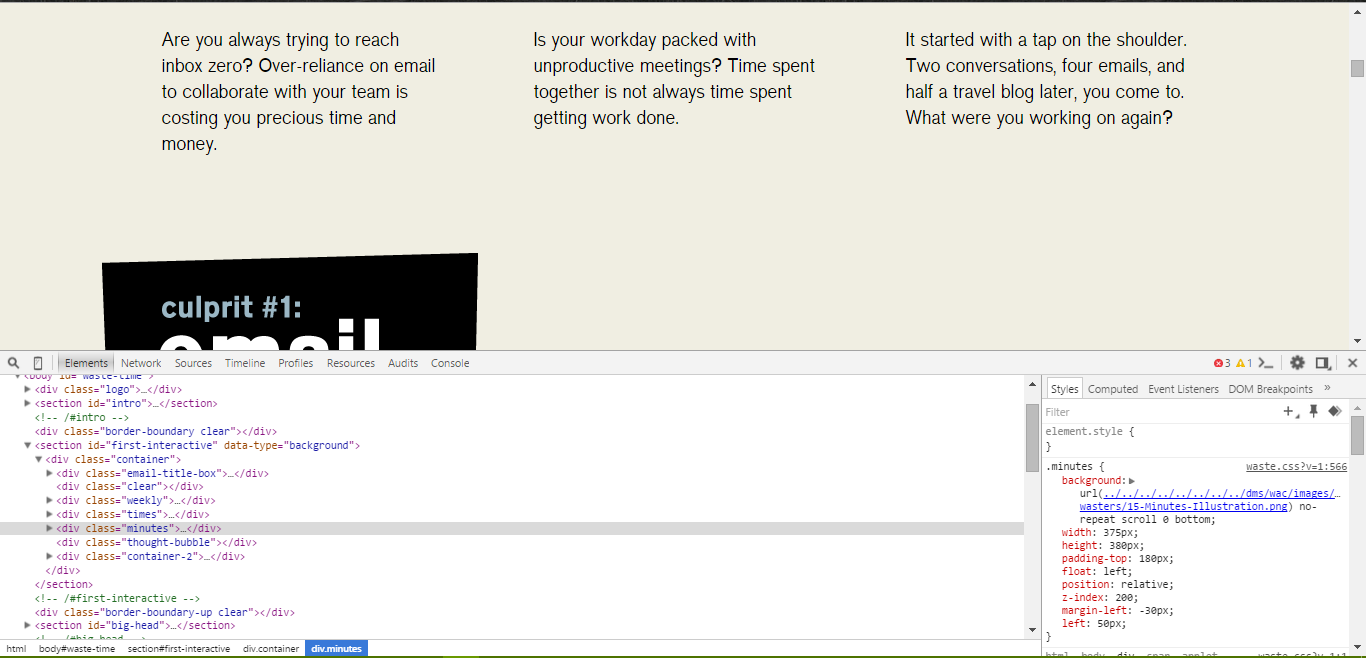 Are you always trying to reach
inbox zero? Over-reliance on email
to collaborate with your team is
costing you precious time and
money.
Is your workday packed with
unproductive meetings? Time spent
together is not always time spent
getting work done.
It started with a tap on the shoulder.
Two conversations, four emails, and
half a travel blog later, you come to.
What were you working on again?
culprit #1:
email
Elements Network Sources Timeline Profiles Resources Audits Console
3 1
<body id="waste-time">
<div class="logo">…</div>
<section id="intro">…</section>
<!-- /#intro -->
<div class="border-boundary clear"></div>
<section id="first-interactive" data-type="background">
<div class="container">
<div class="email-title-box">…</div>
<div class="clear"></div>
<div class="weekly">…</div>
<div class="times">…</div>
<div class="minutes">…</div>
<div class="thought-bubble"></div>
<div class="container-2">…</div>
</div>
</section>
<!-- /#first-interactive -->
<div class="border-boundary-up clear"></div>
<section id="big-head">…</section>
<!-- /#big-head -->
html body#waste-time section#first-interactive div.container div.minutes
Styles Computed Event Listeners DOM Breakpoints »
Filter
element.style {
}
.minutes { waste.css?v=1:566
background:
url(../../../../../../../../dms/wac/images/…
wasters/15-Minutes-Illustration.png) no-
repeat scroll 0 bottom;
width: 375px;
height: 380px;
padding-top: 180px;
float: left;
position: relative;
z-index: 200;
margin-left: -30px;
left: 50px;
}
html, body, div, span, applet, waste.css?v=1:1